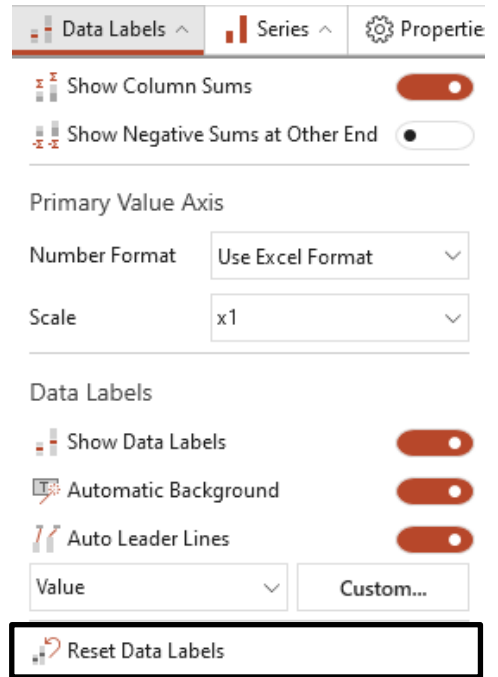 Data Labels
Series
Propertie
Show Column Sums
Show Negative Sums at Other End
Primary Value Axis
Number Format
Use Excel Format
Scale
x1
Data Labels
Show Data Labels
Automatic Background
Auto Leader Lines
Value
Custom...
Reset Data Labels